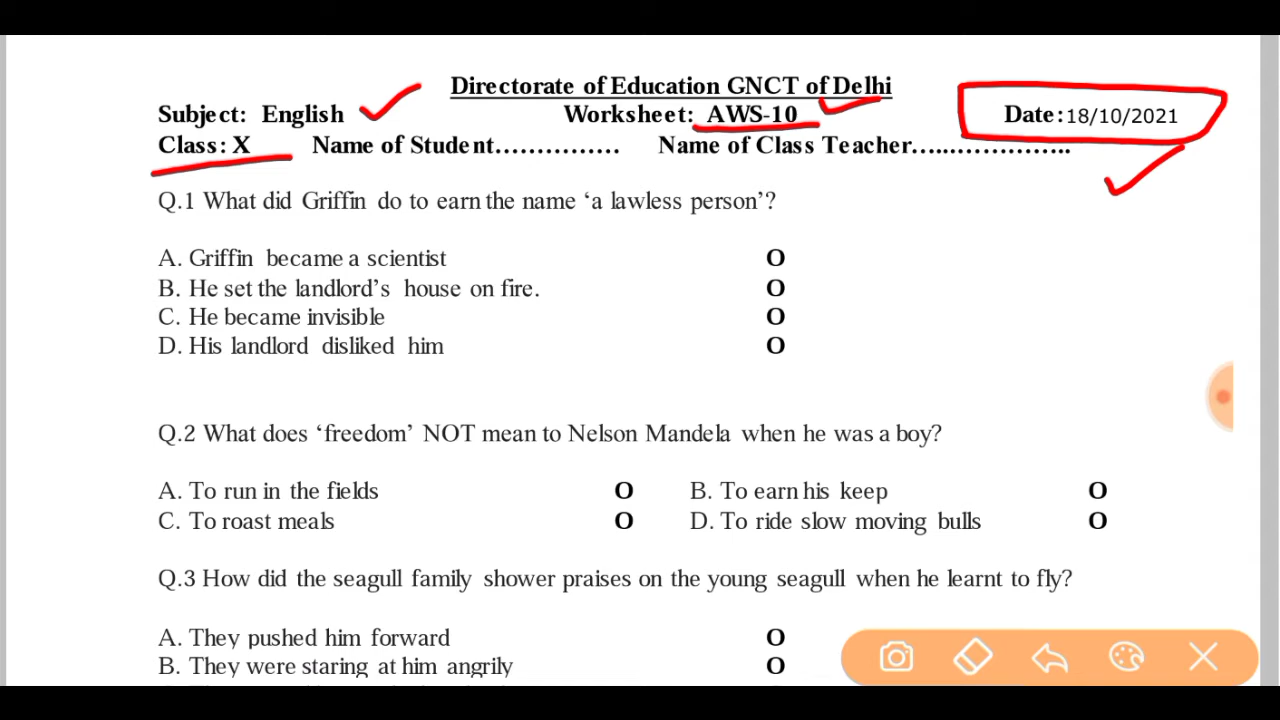 Directorate of Education GNCT of Delhi
Subject: English Worksheet: AWS-10 Date:18/10/2021
Class: X Name of Student…………… Name of Class Teacher…...…………..
Q.1 What did Griffin do to earn the name ‘a lawless person’?
A. Griffin became a scientist O
B. He set the landlord’s house on fire. O
C. He became invisible O
D. His landlord disliked him O
Q.2 What does ‘freedom’ NOT mean to Nelson Mandela when he was a boy?
A. To run in the fields O B. To earn his keep O
C. To roast meals O D. To ride slow moving bulls O
Q.3 How did the seagull family shower praises on the young seagull when he learnt to fly?
A. They pushed him forward O
B. They were staring at him angrily O